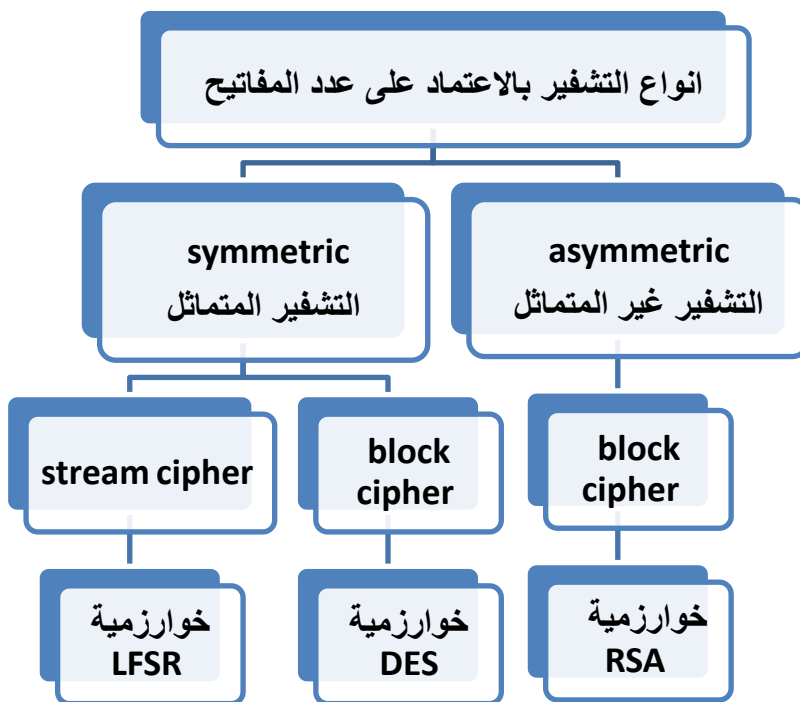 انواع التشفير بالاعتماد على عدد المفاتيح
symmetric
التشفير المتماثل
asymmetric
التشفير غير المتماثل
stream cipher
block
cipher
block
cipher
خوارزمية
LFSR
خوارزمية
DES
خوارزمية
RSA